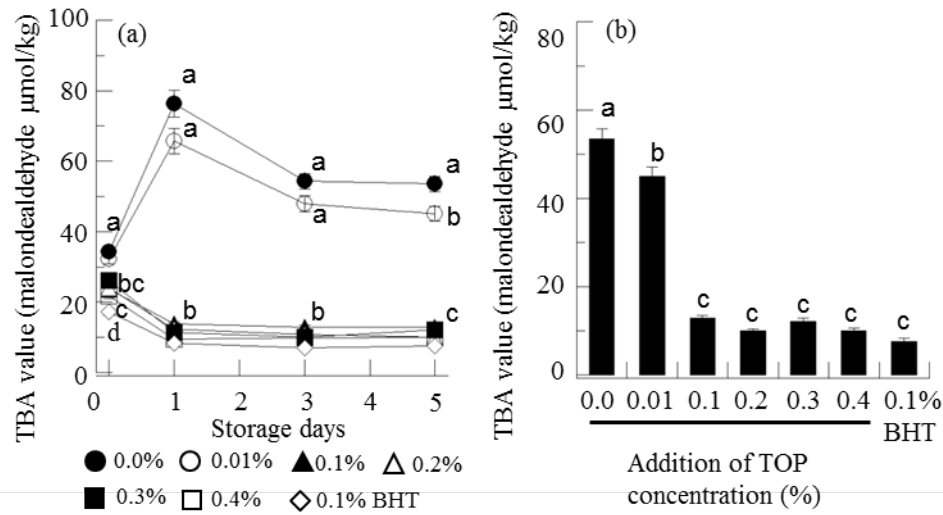 (a)
TBA value (malondealdehyde µmol/kg)
100
80
60
40
20
0
a
a
a
a
a
a
b
bc
c
d
b
b
c
0 1 2 3 4 5
Storage days
0.0% 0.01% 0.1% 0.2%
0.3% 0.4% 0.1% BHT
(b)
TBA value (malondealdehyde µmol/kg)
80
60
40
20
0
a
b
c
c
c
c
c
0.0 0.01 0.1 0.2 0.3 0.4 0.1%
BHT
Addition of TOP
concentration (%)